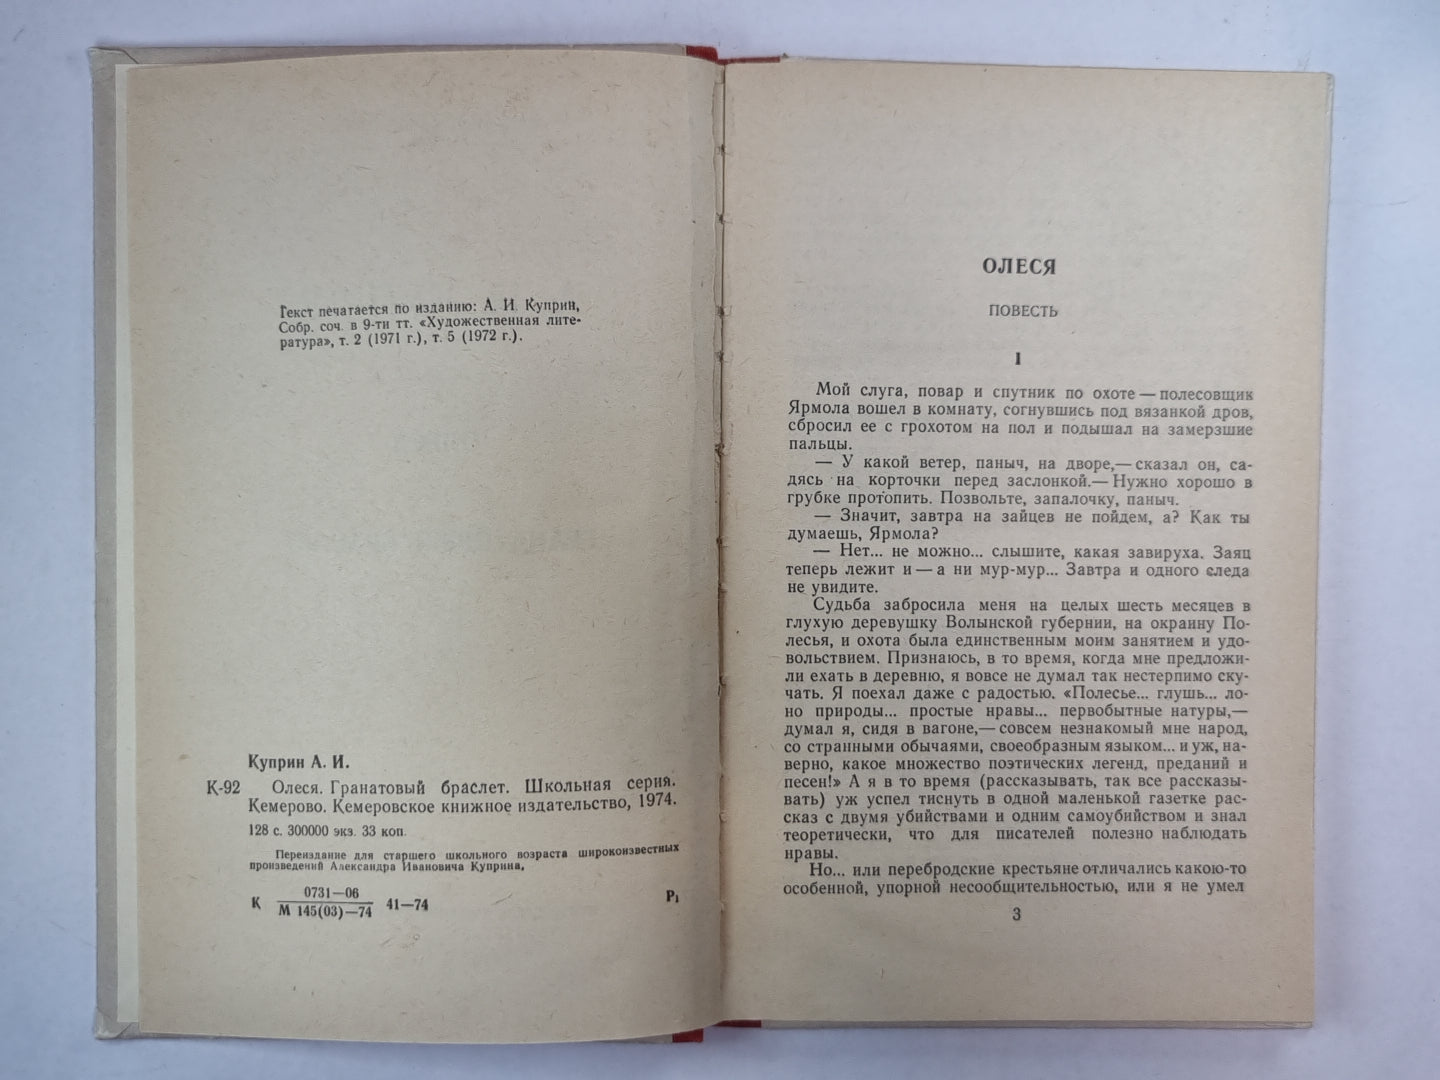 Текст печатается по изданию: А. И. Куприн,
Собр. соч. в 9-ти тт. «Художественная лите-
ратура», т. 2 (1971 г.), т. 5 (1972 г.).
Куприн А. И.
К-92 Олеся. Гранатовый браслет. Школьная серия.
Кемерово. Кемеровское книжное издательство, 1974.
128 с. 300000 экз. 33 коп.
Переиздание для старшего школьного возраста широкоизвестных
произведений Александра Ивановича Куприна.
К 0731—06
М 145(03)—74 41—74
Р1
ОЛЕСЯ
ПОВЕСТЬ
I
Мой слуга, повар и спутник по охоте — полесовщик
Ярмола вошел в комнату, согнувшись под вязанкой дров,
сбросил ее с грохотом на пол и подышал на замерзшие
пальцы.
— У какой ветер, паныч, на дворе,— сказал он, са-
дясь на корточки перед заслонкой.— Нужно хорошо в
грубке протопить. Позвольте, запалочку, паныч.
— Значит, завтра на зайцев не пойдем, а? Как ты
думаешь, Ярмола?
— Нет... не можно... слышите, какая завируха. Заяц
теперь лежит и — а ни мур-мур... Завтра и одного следа
не увидите.
Судьба забросила меня на целых шесть месяцев в
глухую деревушку Волынской губернии, на окраину По-
лесья, и охота была единственным моим занятием и удо-
вольствием. Признаюсь, в то время, когда мне предложи-
ли ехать в деревню, я вовсе не думал так нестерпимо ску-
чать. Я поехал даже с радостью. «Полесье... глушь... ло-
но природы... простые нравы... первобытные натуры,—
думал я, сидя в вагоне,— совсем незнакомый мне народ,
со странными обычаями, своеобразным языком... и уж, на-
верно, какое множество поэтических легенд, преданий и
песен!» А я в то время (рассказывать, так все рассказы-
вать) уж успел тиснуть в одной маленькой газетке рас-
сказ с двумя убийствами и одним самоубийством и знал
теоретически, что для писателей полезно наблюдать
нравы.
Но... или перебродские крестьяне отличались какою-то
особенной, упорной несообщительностью, или я не умел
3